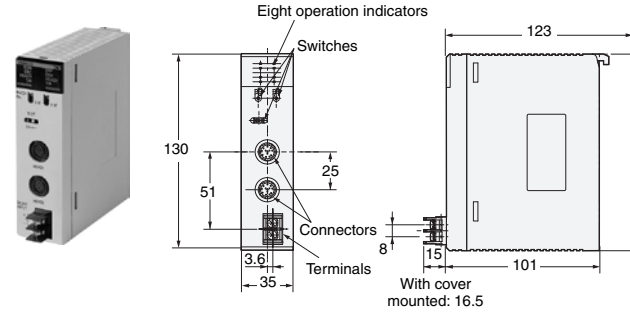 Eight operation indicators
Switches
123
130
51
25
Connectors
3.6
Terminals
35
8
15
101
With cover
mounted: 16.5